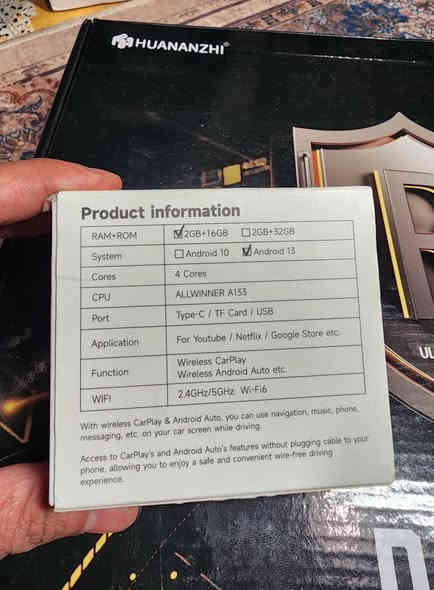 HUANANZHI®
Product information
RAM+ROM ☑2GB+16GB ☐2GB+32GB
System ☐Android 10 ☑Android 13
Cores 4 Cores
CPU ALLWINNER A133
Port Type-C / TF Card / USB
Application For Youtube / Netflix / Google Store etc.
Function Wireless CarPlay
Wireless Android Auto etc.
WIFI 2.4GHz/5GHz Wi-Fi6
With wireless CarPlay & Android Auto, you can use navigation, music, phone,
messaging, etc. on your car screen while driving.
Access to CarPlay's and Android Auto's features without plugging cable to your
phone, allowing you to enjoy a safe and convenient wire-free driving
experience.